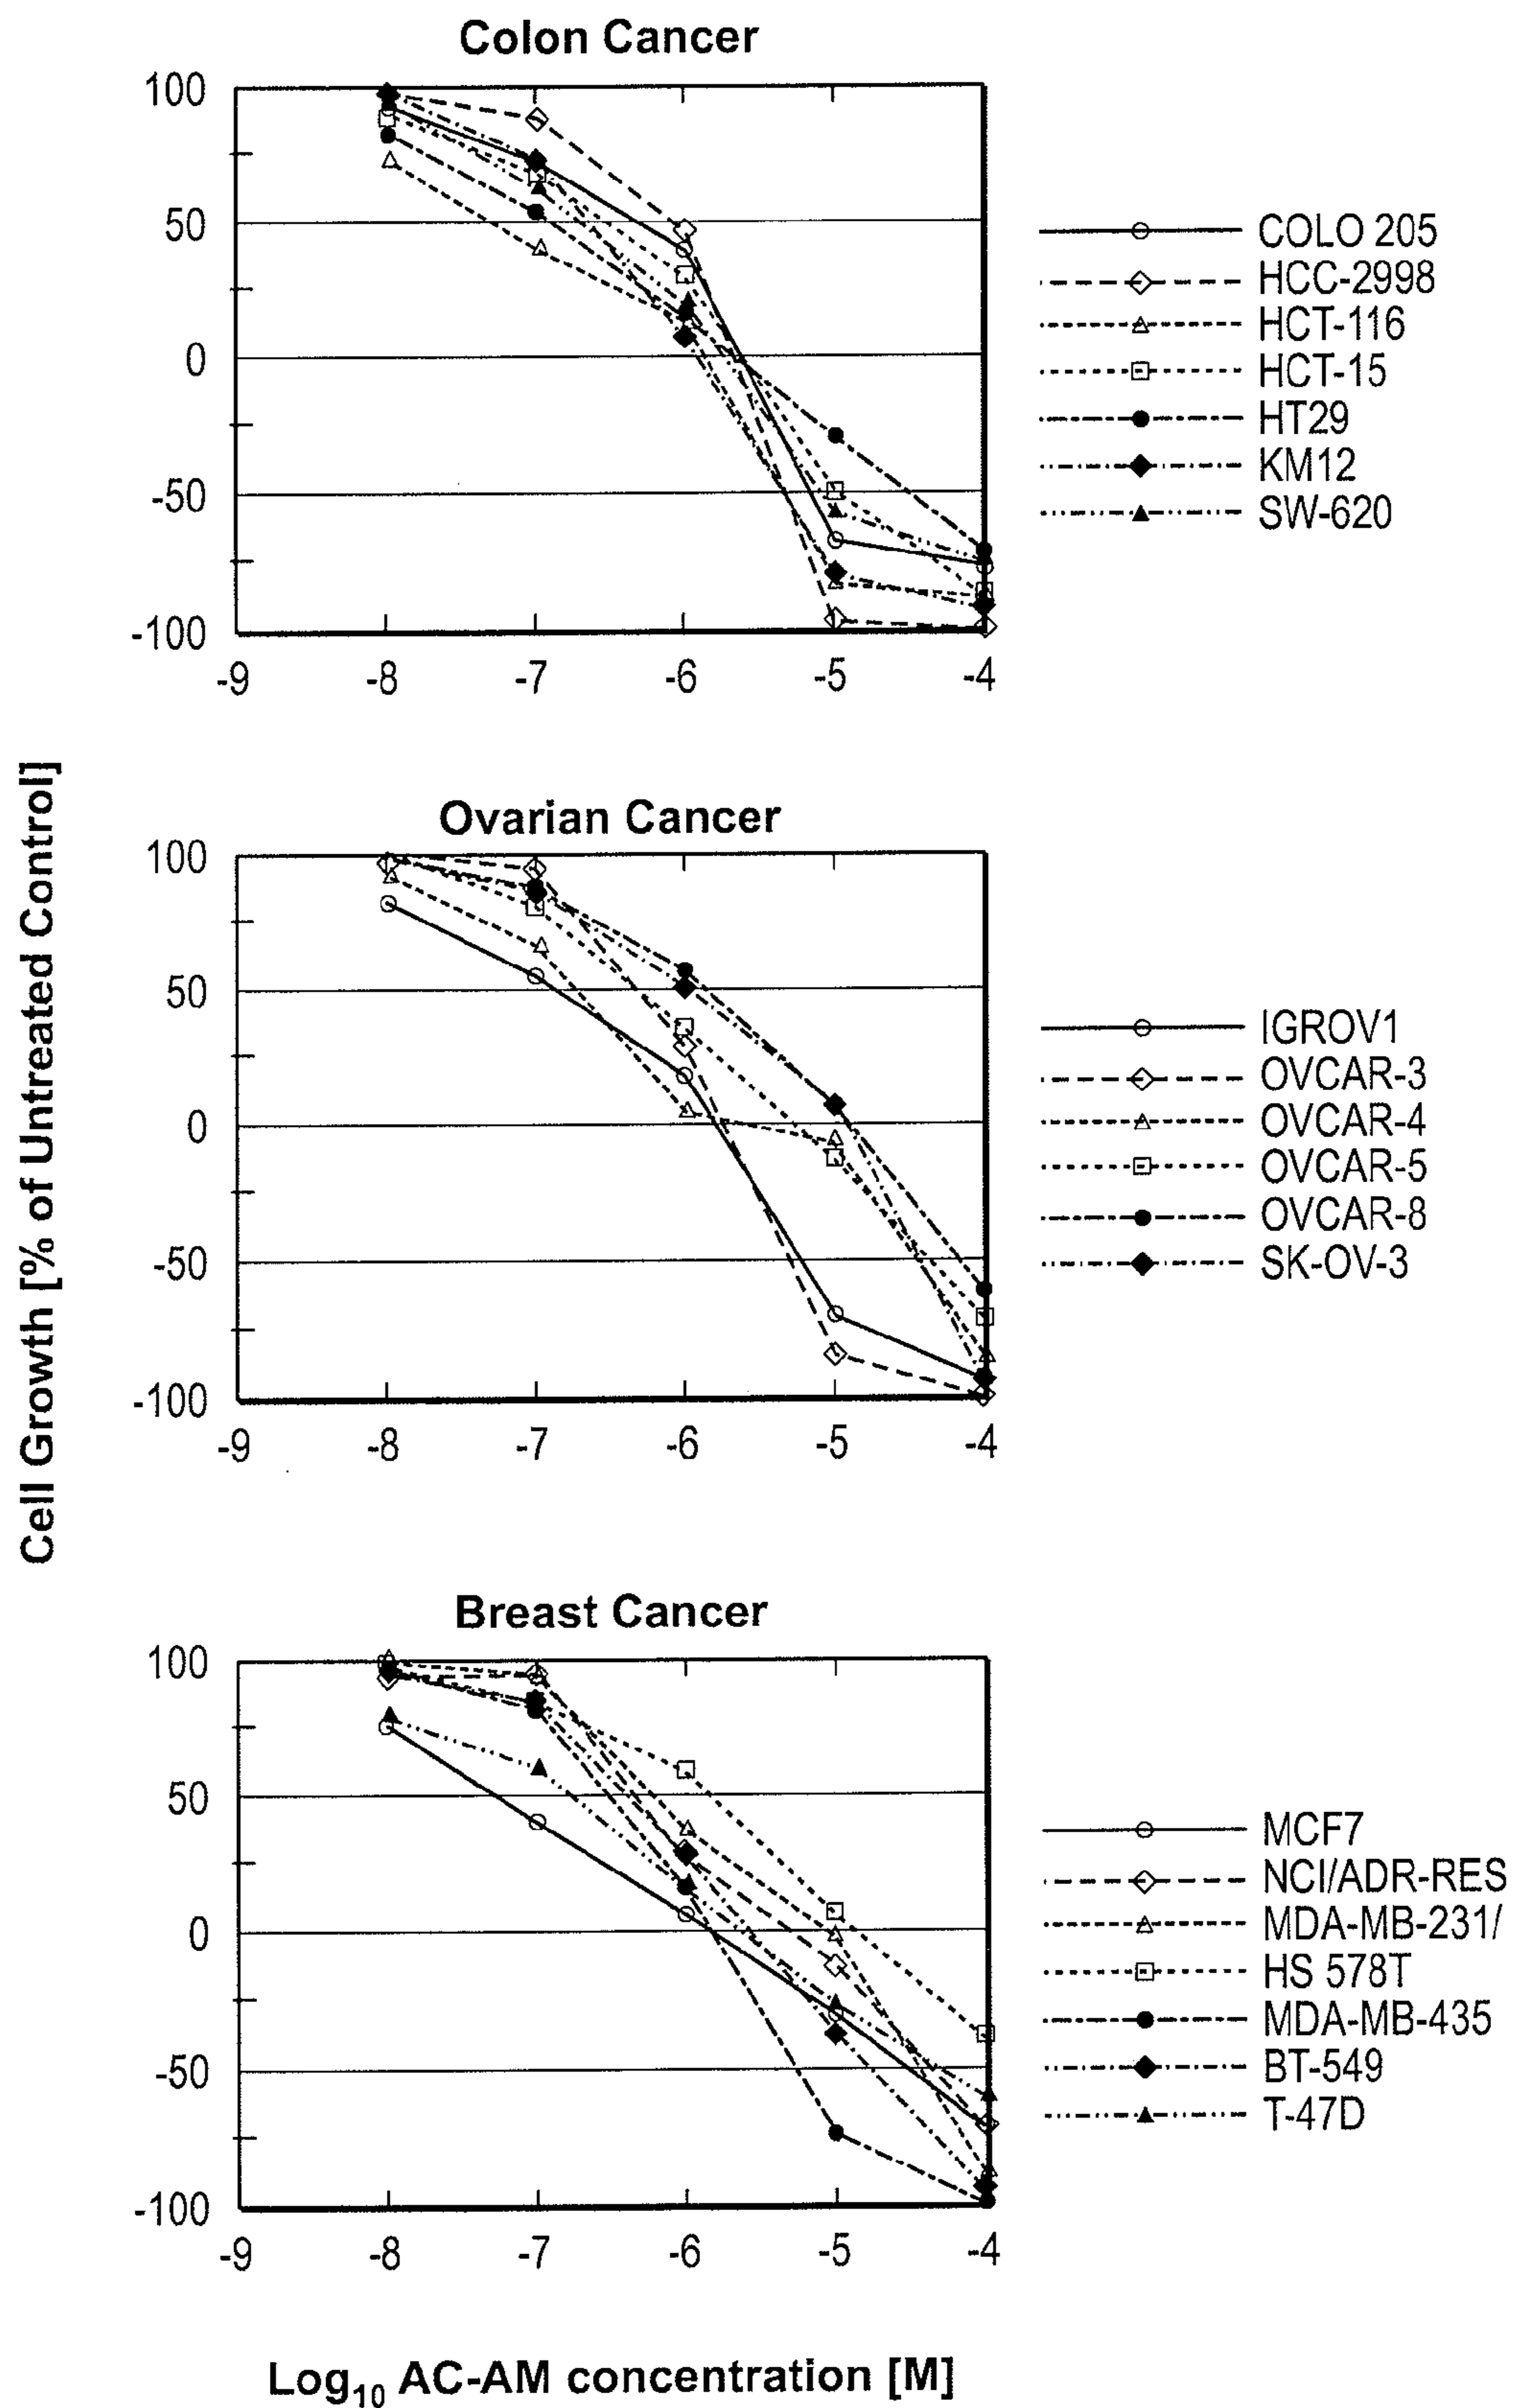 Colon Cancer
100
50
0
-50
-100
-9 -8 -7 -6 -5 -4
COLO 205
HCC-2998
HCT-116
HCT-15
HT29
KM12
SW-620
Cell Growth [% of Untreated Control]
Ovarian Cancer
100
50
0
-50
-100
-9 -8 -7 -6 -5 -4
IGROV1
OVCAR-3
OVCAR-4
OVCAR-5
OVCAR-8
SK-OV-3
Breast Cancer
100
50
0
-50
-100
-9 -8 -7 -6 -5 -4
MCF7
NCI/ADR-RES
MDA-MB-231/
HS 578T
MDA-MB-435
BT-549
T-47D
Log10 AC-AM concentration [M]